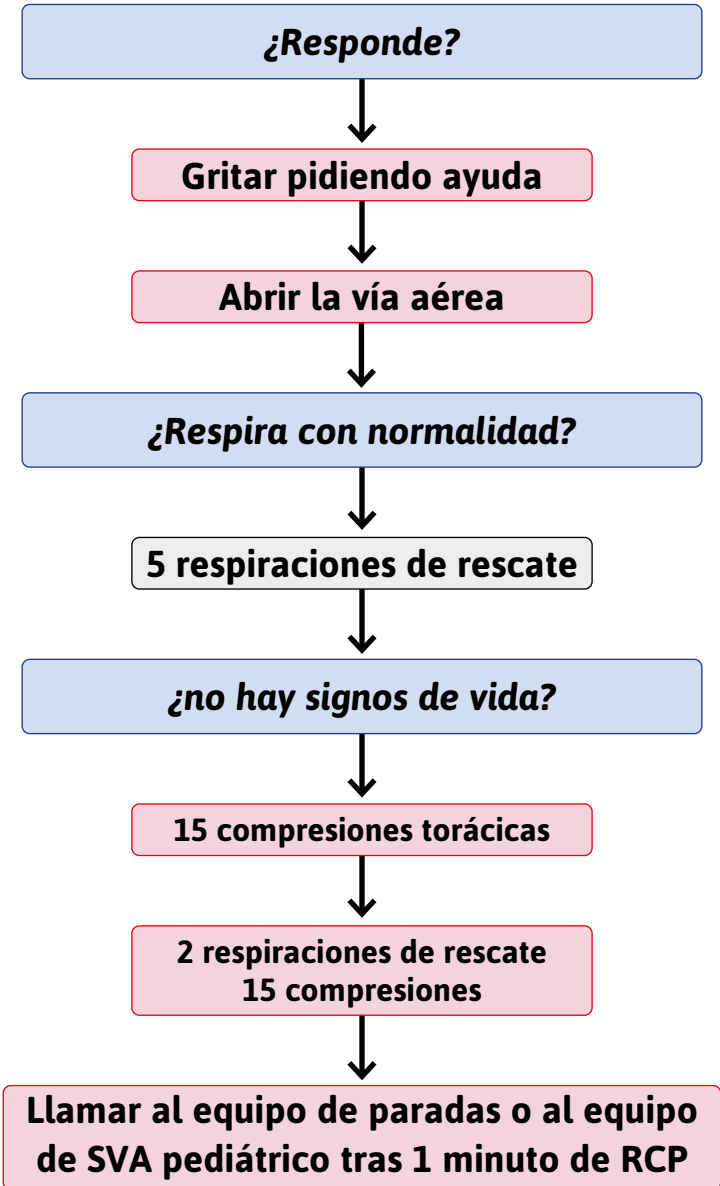 ¿Responde?
Gritar pidiendo ayuda
Abrir la vía aérea
¿Respira con normalidad?
5 respiraciones de rescate
¿no hay signos de vida?
15 compresiones torácicas
2 respiraciones de rescate
15 compresiones
Llamar al equipo de paradas o al equipo
de SVA pediátrico tras 1 minuto de RCP